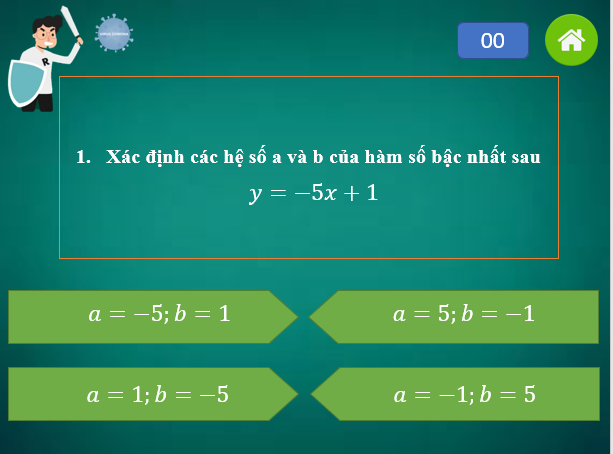 00
R
1. Xác định các hệ số a và b của hàm số bậc nhất sau
y = −5x + 1
a = −5; b = 1
a = 5; b = −1
a = 1; b = −5
a = −1; b = 5